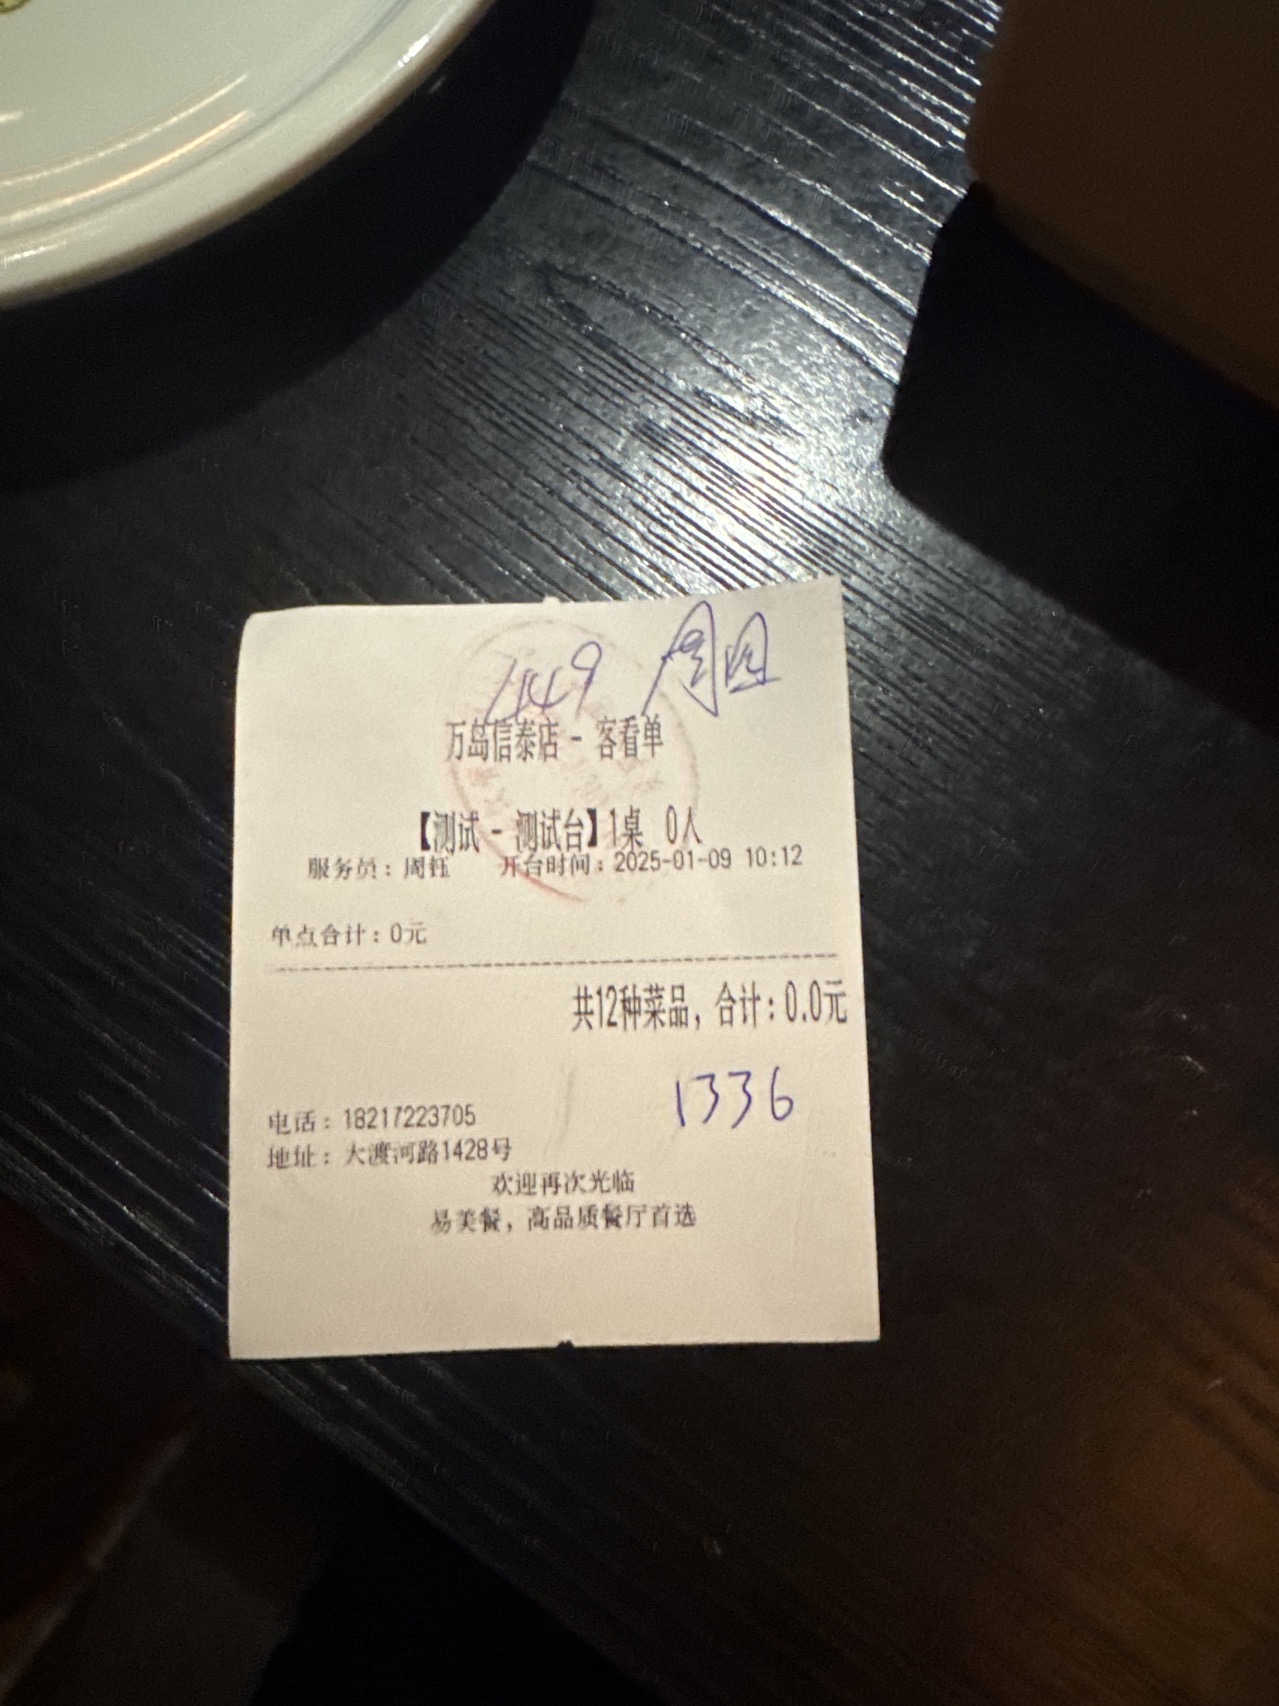 1449 周四
万岛信泰店 - 客看单
【测试 - 测试台】1桌 0人
服务员：周钰 开台时间：2025-01-09 10:12
单点合计：0元
共12种菜品，合计：0.0元
1336
电话：18217223705
地址：大渡河路1428号
欢迎再次光临
易美餐，高品质餐厅首选